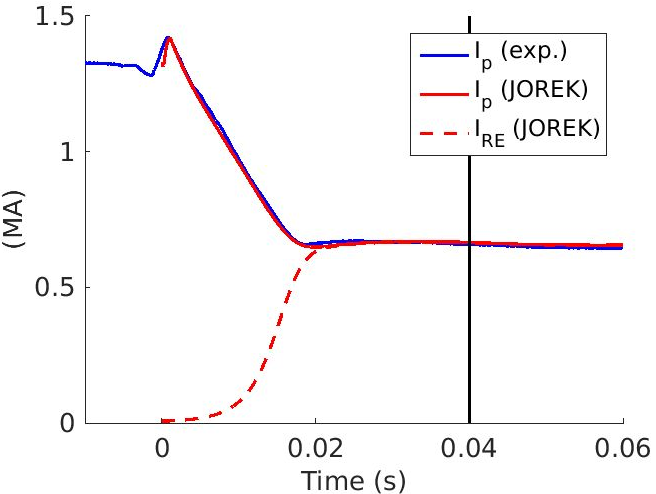 1.5
1
0.5
0
(MA)
I_p (exp.)
I_p (JOREK)
I_RE (JOREK)
0 0.02 0.04 0.06
Time (s)